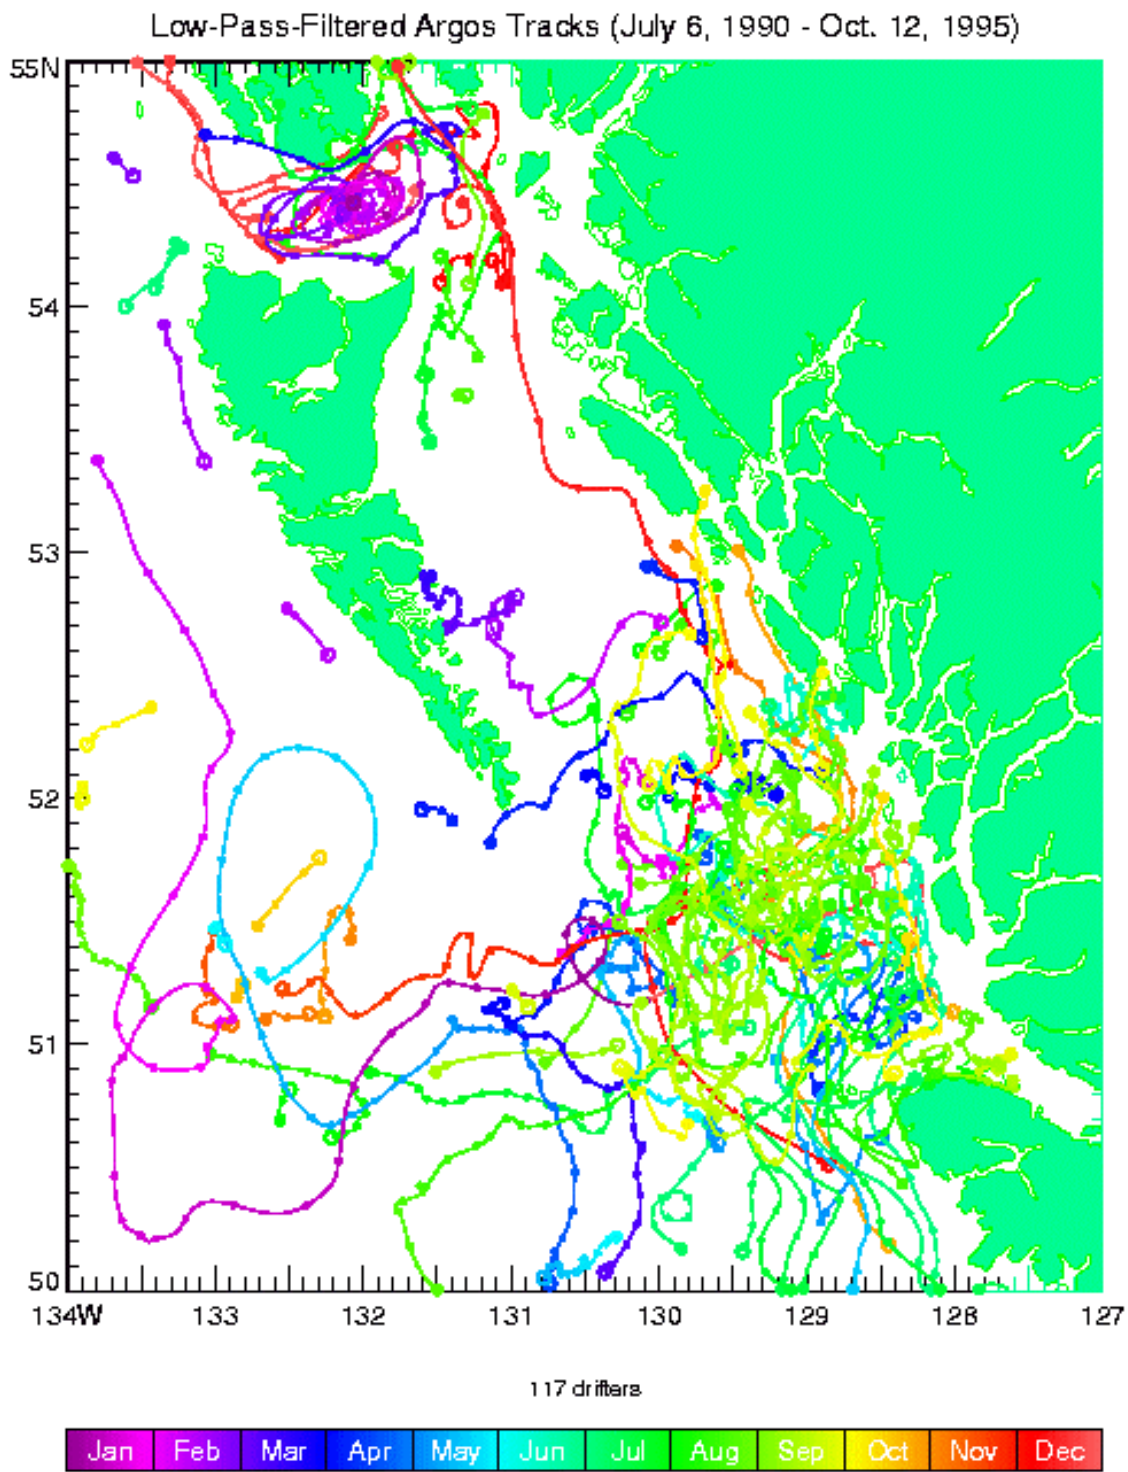 Low-Pass-Filtered Argos Tracks (July 6, 1990 - Oct. 12, 1995)
55N
54
53
52
51
50
134W 133 132 131 130 129 128 127
117 drifters
Jan Feb Mar Apr May Jun Jul Aug Sep Oct Nov Dec